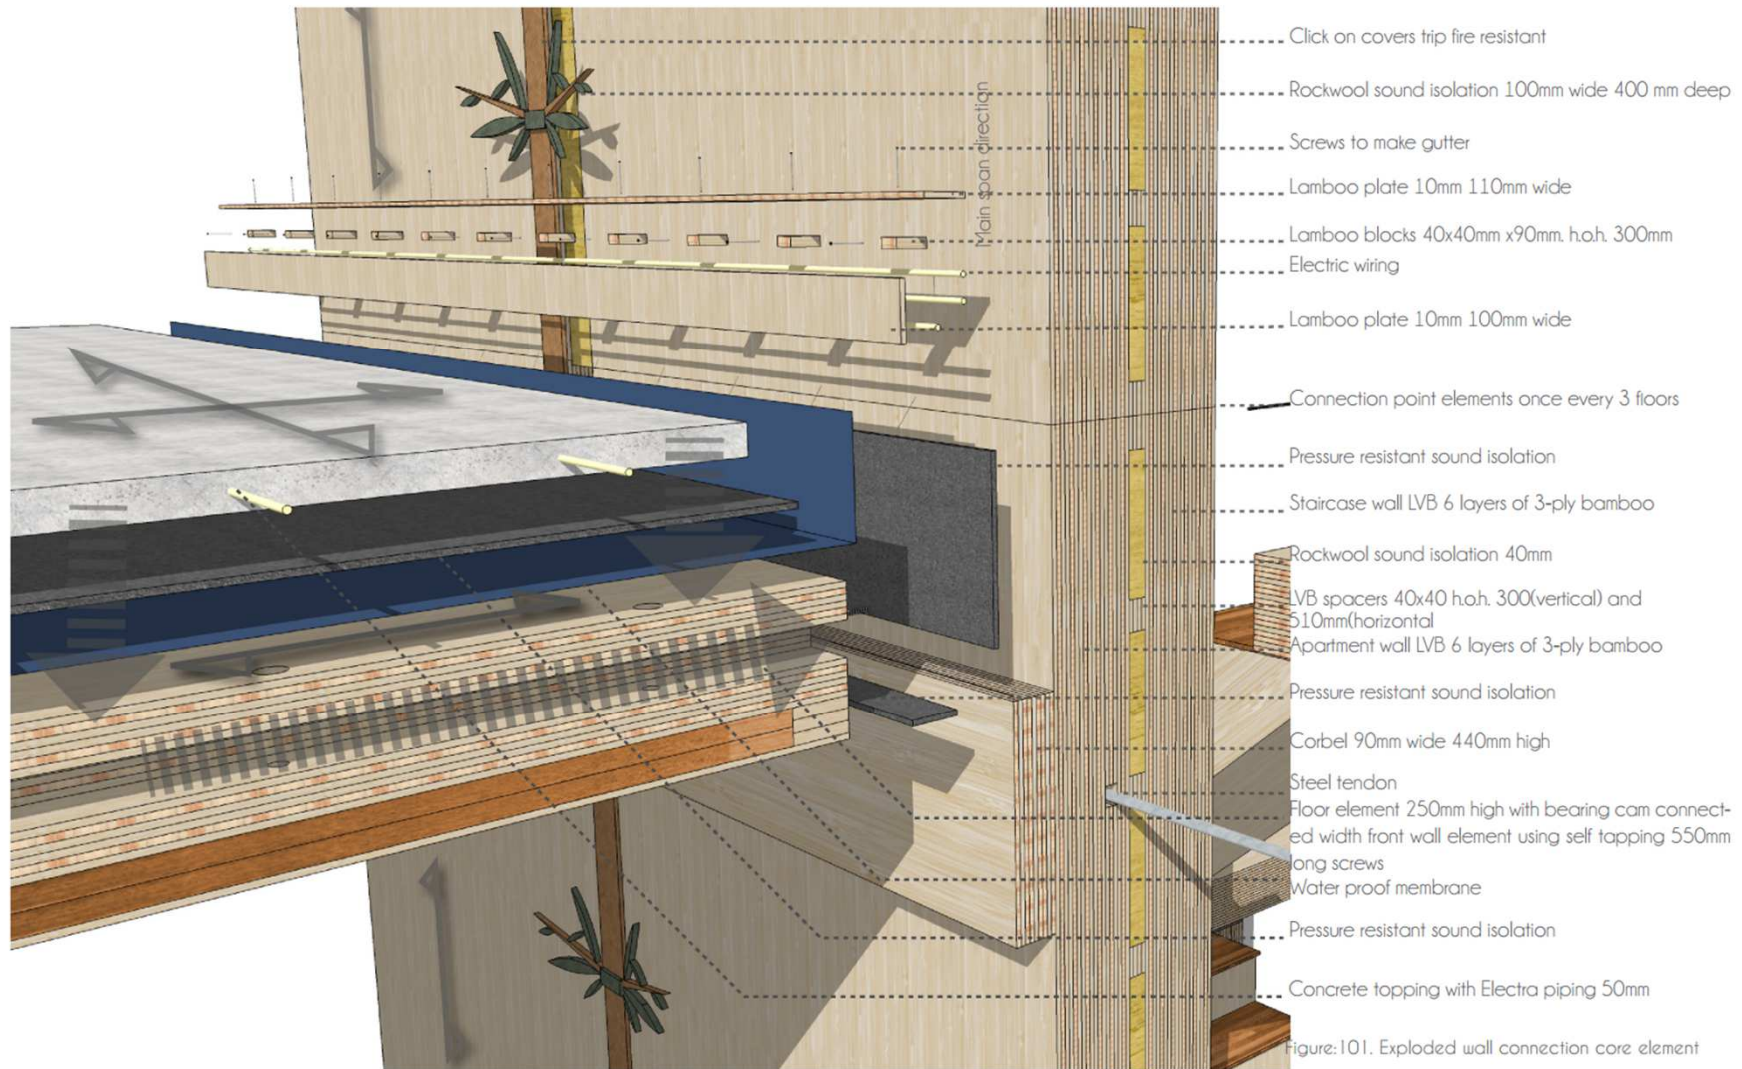 Click on covers trip fire resistant
Rockwool sound isolation 100mm wide 400 mm deep
Main span direction
Screws to make gutter
Lamboo plate 10mm 110mm wide
Lamboo blocks 40x40mm x90mm. h.o.h. 300mm
Electric wiring
Lamboo plate 10mm 100mm wide
Connection point elements once every 3 floors
Pressure resistant sound isolation
Staircase wall LVB 6 layers of 3-ply bamboo
Rockwool sound isolation 40mm
LVB spacers 40x40 h.o.h. 300(vertical) and
510mm(horizontal
Apartment wall LVB 6 layers of 3-ply bamboo
Pressure resistant sound isolation
Corbel 90mm wide 440mm high
Steel tendon
Floor element 250mm high with bearing cam connect-
ed width front wall element using self tapping 550mm
long screws
Water proof membrane
Pressure resistant sound isolation
Concrete topping with Electra piping 50mm
Figure:101. Exploded wall connection core element